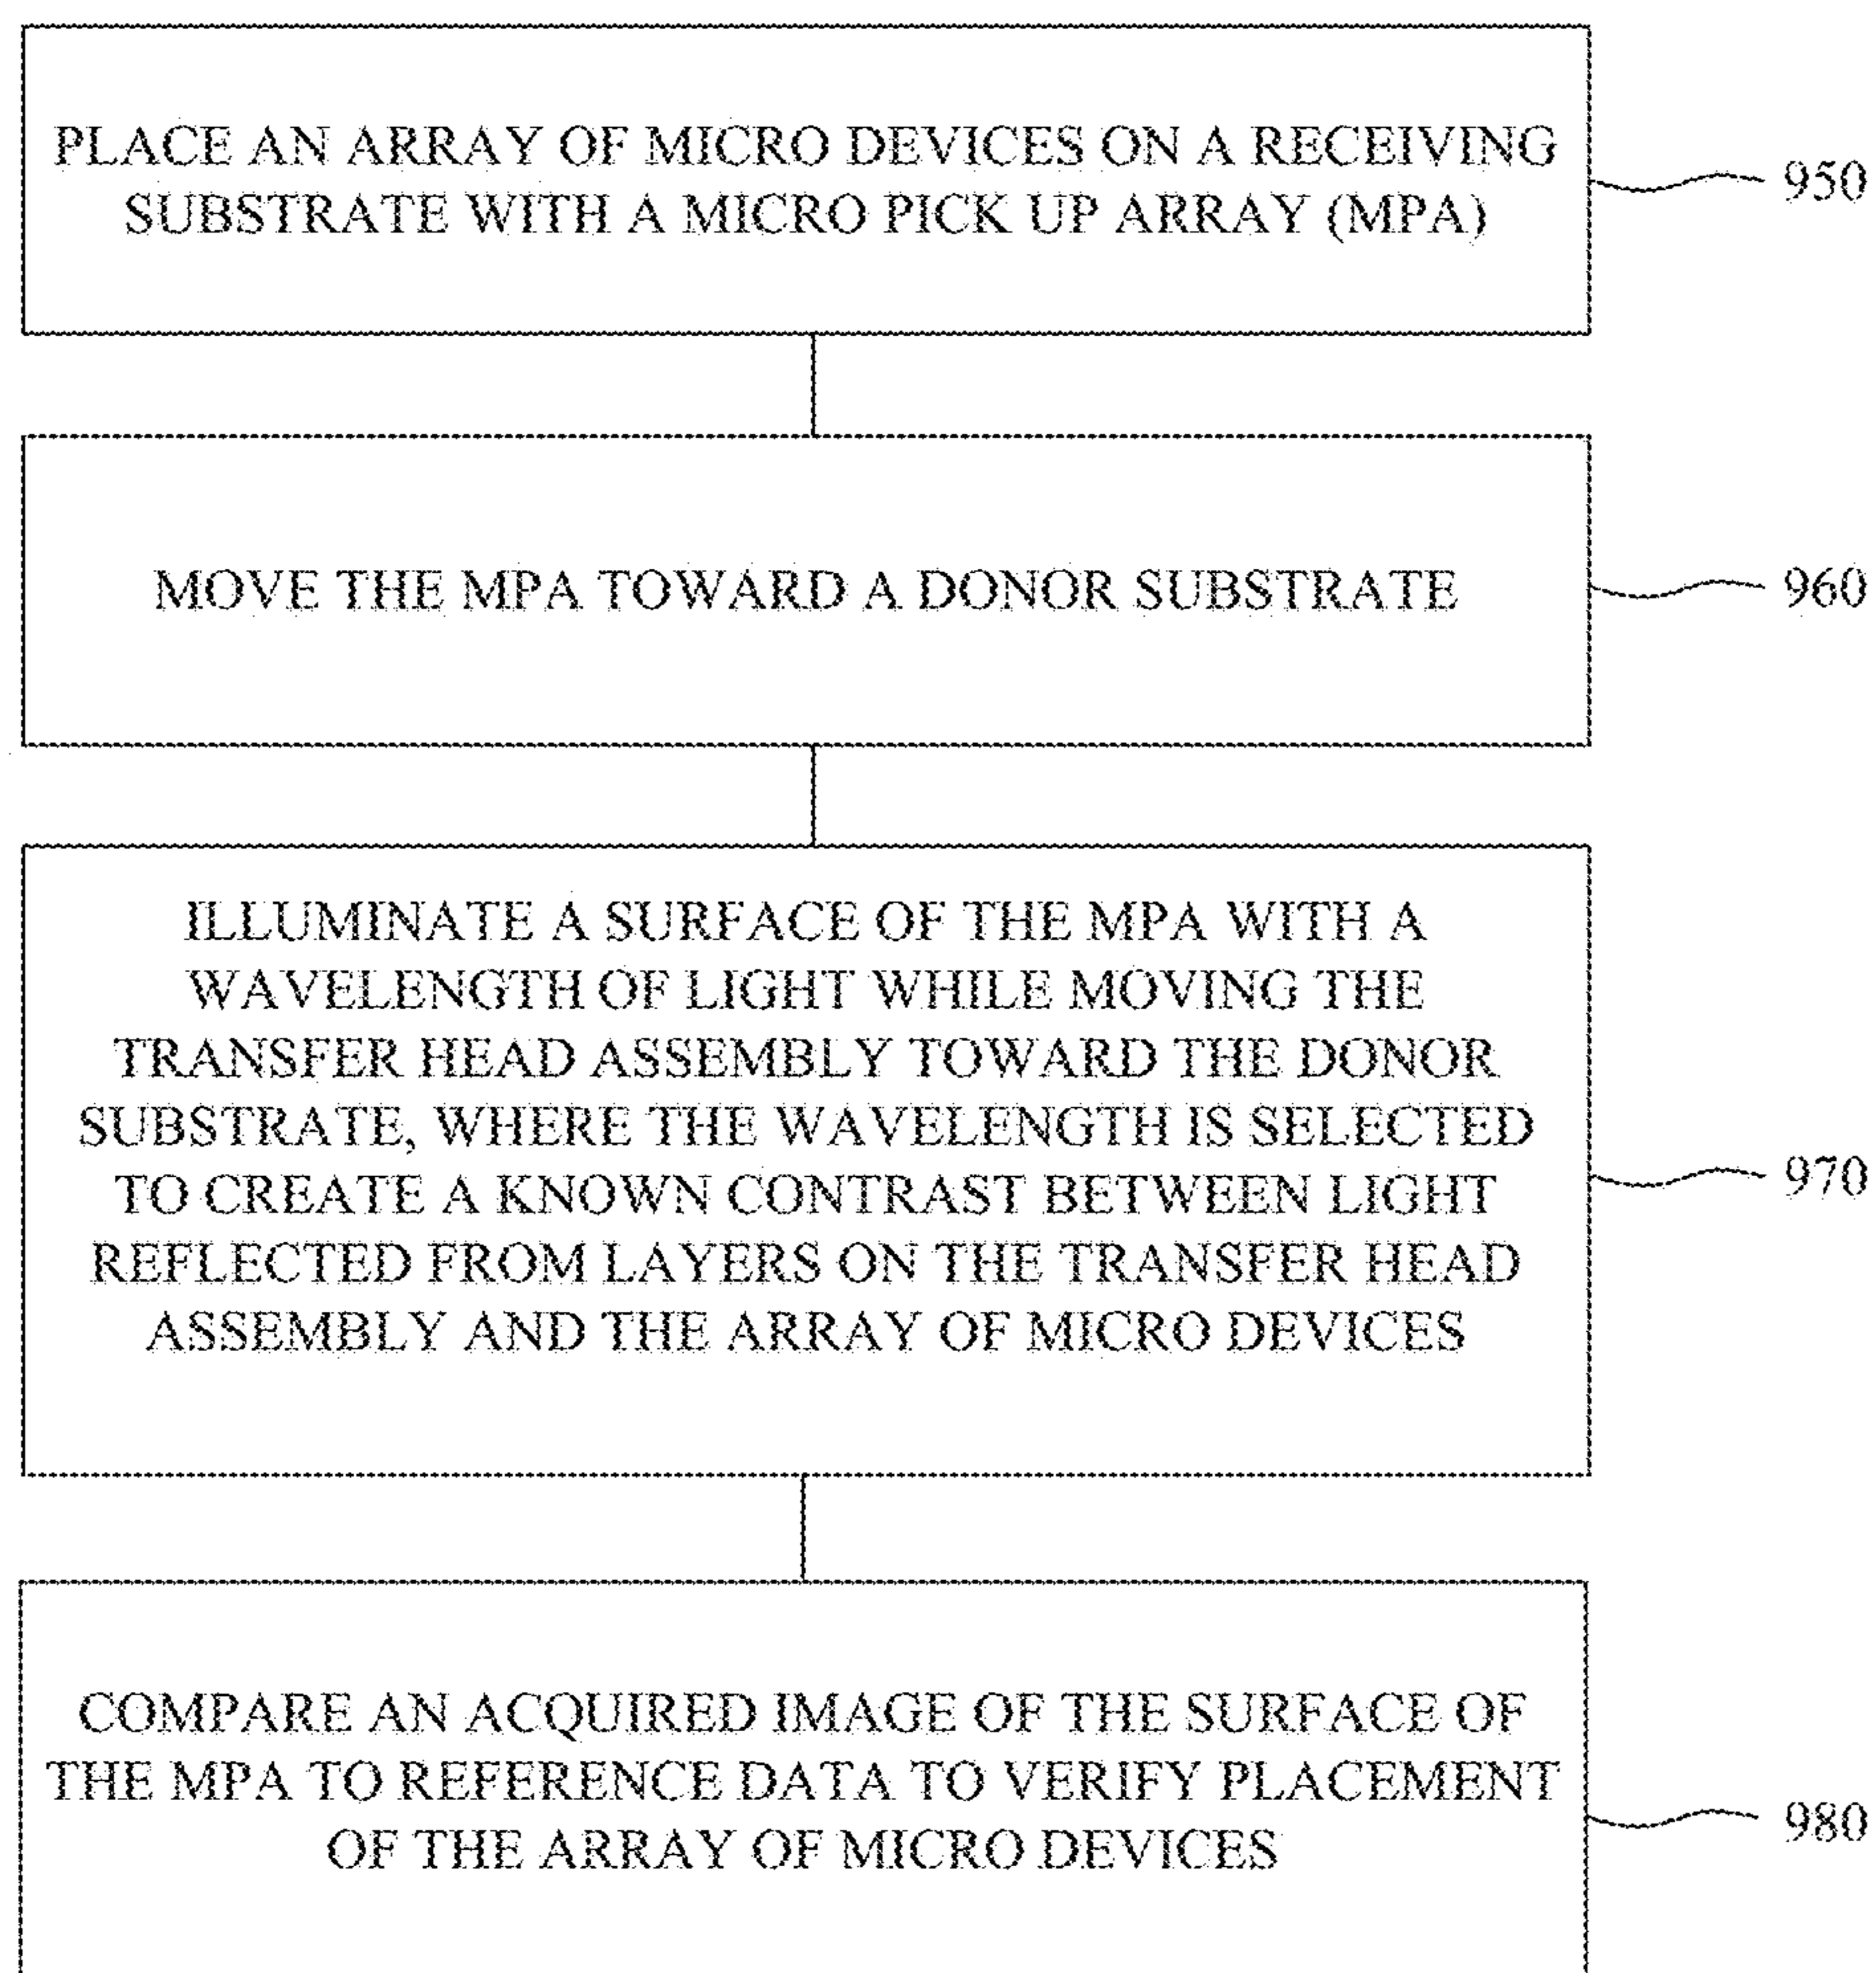 PLACE AN ARRAY OF MICRO DEVICES ON A RECEIVING
SUBSTRATE WITH A MICRO PICK UP ARRAY (MPA)
950
MOVE THE MPA TOWARD A DONOR SUBSTRATE
960
ILLUMINATE A SURFACE OF THE MPA WITH A
WAVELENGTH OF LIGHT WHILE MOVING THE
TRANSFER HEAD ASSEMBLY TOWARD THE DONOR
SUBSTRATE, WHERE THE WAVELENGTH IS SELECTED
TO CREATE A KNOWN CONTRAST BETWEEN LIGHT
REFLECTED FROM LAYERS ON THE TRANSFER HEAD
ASSEMBLY AND THE ARRAY OF MICRO DEVICES
970
COMPARE AN ACQUIRED IMAGE OF THE SURFACE OF
THE MPA TO REFERENCE DATA TO VERIFY PLACEMENT
OF THE ARRAY OF MICRO DEVICES
980